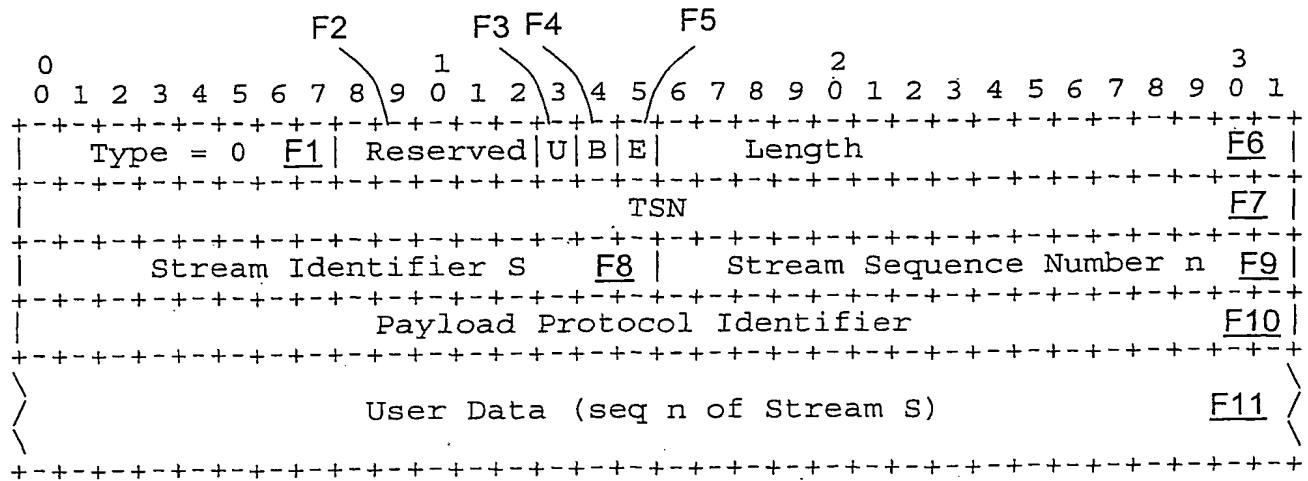 F2 F3 F4 F5
0 1 2 3
0 1 2 3 4 5 6 7 8 9 0 1 2 3 4 5 6 7 8 9 0 1 2 3 4 5 6 7 8 9 0 1
+-+-+-+-+-+-+-+-+-+-+-+-+-+-+-+-+-+-+-+-+-+-+-+-+-+-+-+-+-+-+-+-+
| Type = 0 F1| Reserved|U|B|E| Length F6 |
+-+-+-+-+-+-+-+-+-+-+-+-+-+-+-+-+-+-+-+-+-+-+-+-+-+-+-+-+-+-+-+-+
| TSN F7 |
+-+-+-+-+-+-+-+-+-+-+-+-+-+-+-+-+-+-+-+-+-+-+-+-+-+-+-+-+-+-+-+-+
| Stream Identifier S F8 | Stream Sequence Number n F9|
+-+-+-+-+-+-+-+-+-+-+-+-+-+-+-+-+-+-+-+-+-+-+-+-+-+-+-+-+-+-+-+-+
| Payload Protocol Identifier F10|
+-+-+-+-+-+-+-+-+-+-+-+-+-+-+-+-+-+-+-+-+-+-+-+-+-+-+-+-+-+-+-+-+
\ \
/ User Data (seq n of Stream S) F11 /
\ \
+-+-+-+-+-+-+-+-+-+-+-+-+-+-+-+-+-+-+-+-+-+-+-+-+-+-+-+-+-+-+-+-+